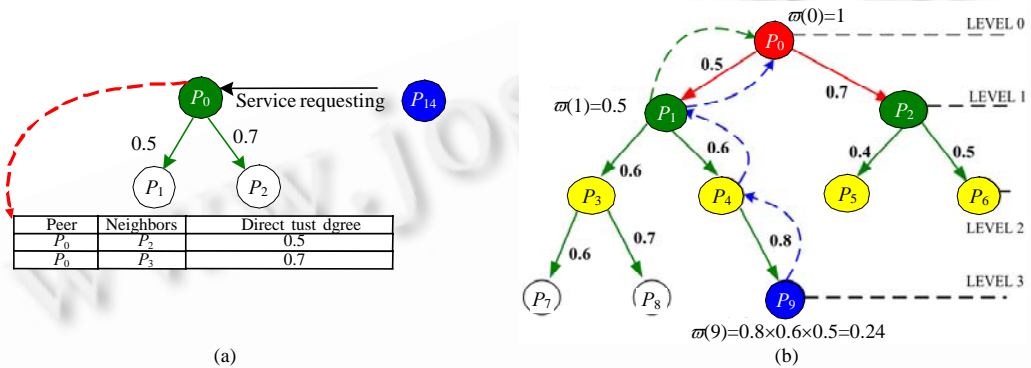 P0
Service requesting
P14
0.5
0.7
P1
P2
Peer Neighbors Direct tust dgree
P0 P2 0.5
P0 P3 0.7
(a)
ϖ(0)=1
P0
LEVEL 0
0.5
0.7
ϖ(1)=0.5
P1
P2
LEVEL 1
0.6
0.6
0.4
0.5
P3
P4
P5
P6
LEVEL 2
0.6
0.7
0.8
LEVEL 3
P7
P8
P9
ϖ(9)=0.8×0.6×0.5=0.24
(b)
www.jos